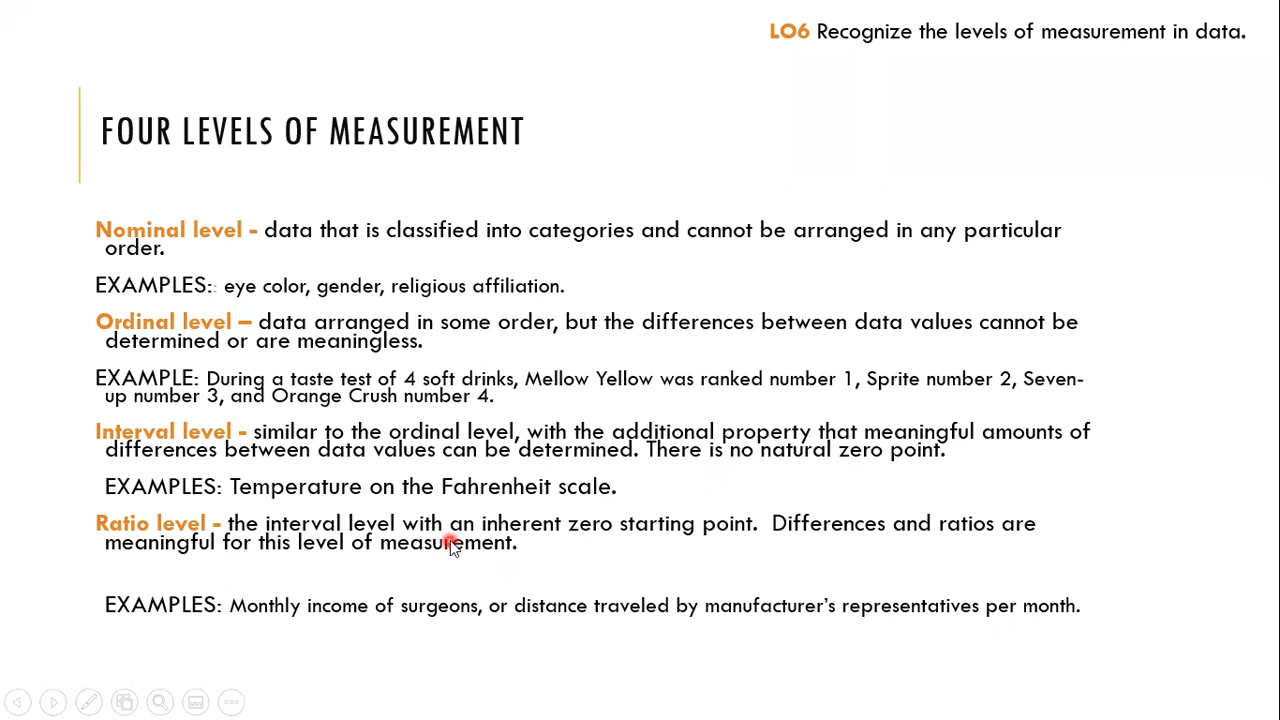 LO6 Recognize the levels of measurement in data.
FOUR LEVELS OF MEASUREMENT
Nominal level - data that is classified into categories and cannot be arranged in any particular
order.
EXAMPLES:: eye color, gender, religious affiliation.
Ordinal level – data arranged in some order, but the differences between data values cannot be
determined or are meaningless.
EXAMPLE: During a taste test of 4 soft drinks, Mellow Yellow was ranked number 1, Sprite number 2, Seven-
up number 3, and Orange Crush number 4.
Interval level - similar to the ordinal level, with the additional property that meaningful amounts of
differences between data values can be determined. There is no natural zero point.
EXAMPLES: Temperature on the Fahrenheit scale.
Ratio level - the interval level with an inherent zero starting point. Differences and ratios are
meaningful for this level of measurement.
EXAMPLES: Monthly income of surgeons, or distance traveled by manufacturer's representatives per month.